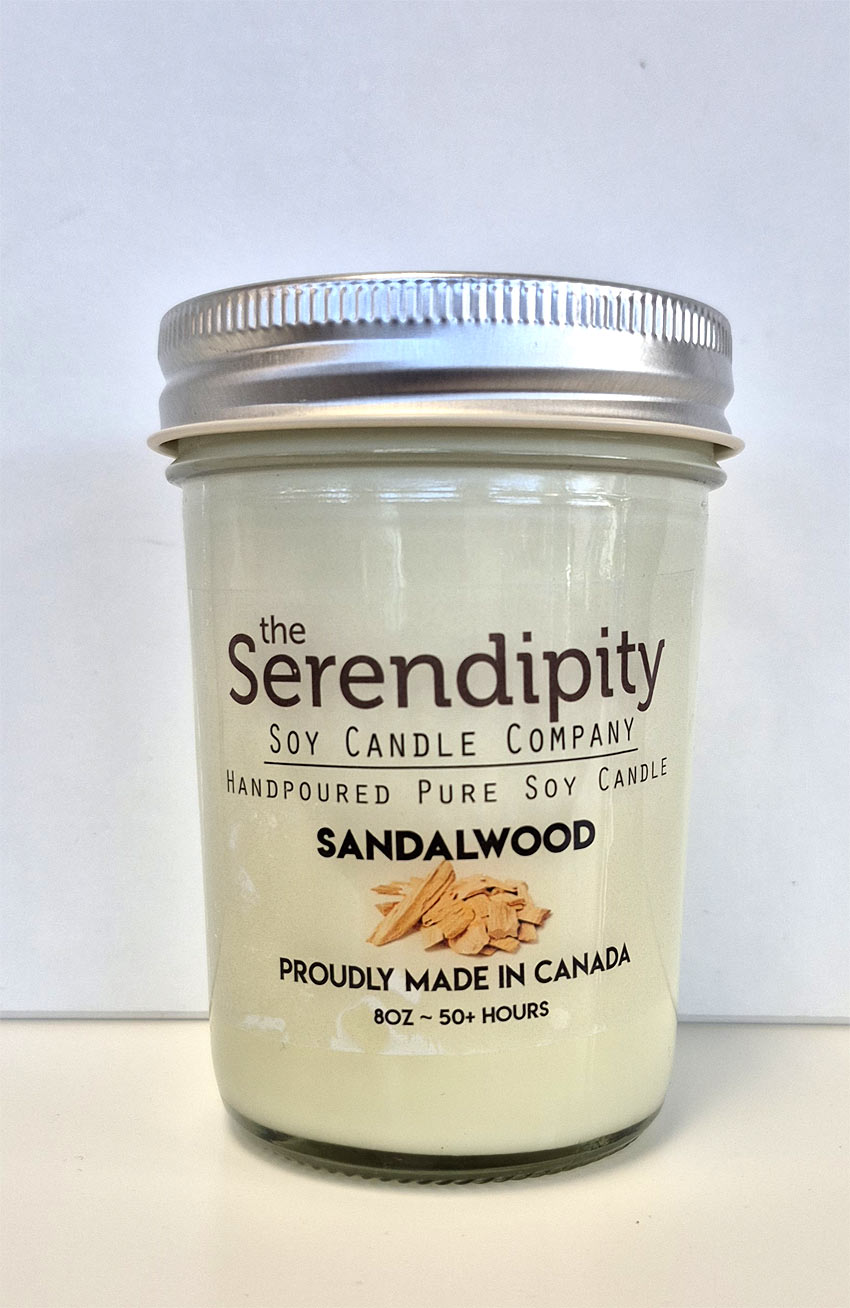 the
Serendipity
SOY CANDLE COMPANY
HANDPOURED PURE SOY CANDLE
SANDALWOOD
PROUDLY MADE IN CANADA
8OZ ~ 50+ HOURS